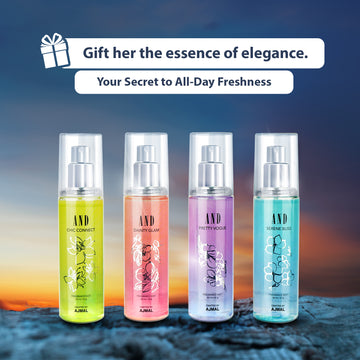 Gift her the essence of elegance.
Your Secret to All-Day Freshness
AND
CHIC CONNECT
AJMAL
AND
DAINTY GLAM
AJMAL
AND
PRETTY VOGUE
AJMAL
AND
SERENE BLISS
AJMAL